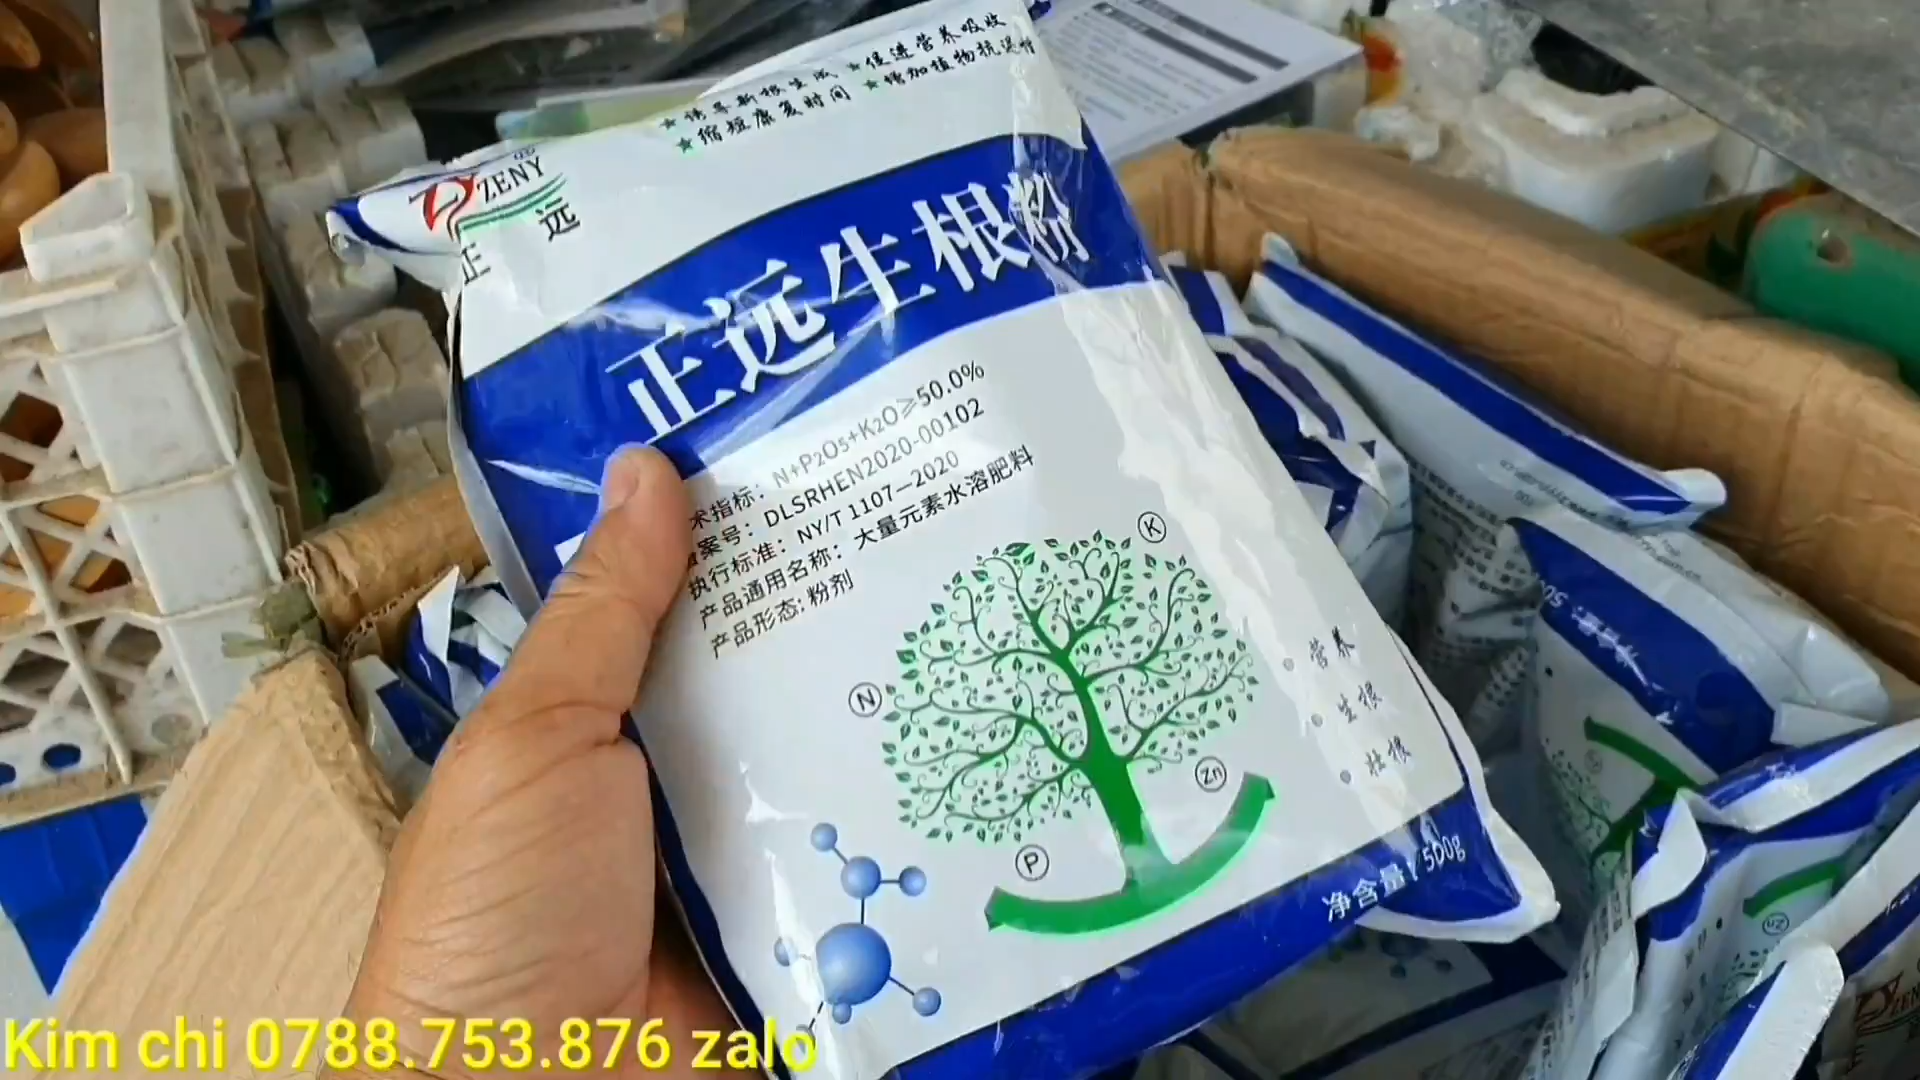 ★诱导新根生成 ★促进营养吸收
★缩短康复时间 ★增加植物抗逆性
ZENY
正远
正远生根粉
术指标：N+P₂O₅+K₂O≥50.0%
案号：DLSRHEN2020-00102
执行标准：NY/T 1107—2020
产品通用名称：大量元素水溶肥料
产品形态:粉剂
K
N
Zn
P
营养
生根
壮根
净含量/500g
Zn
ZENY
Kim chi 0788.753.876 zalo